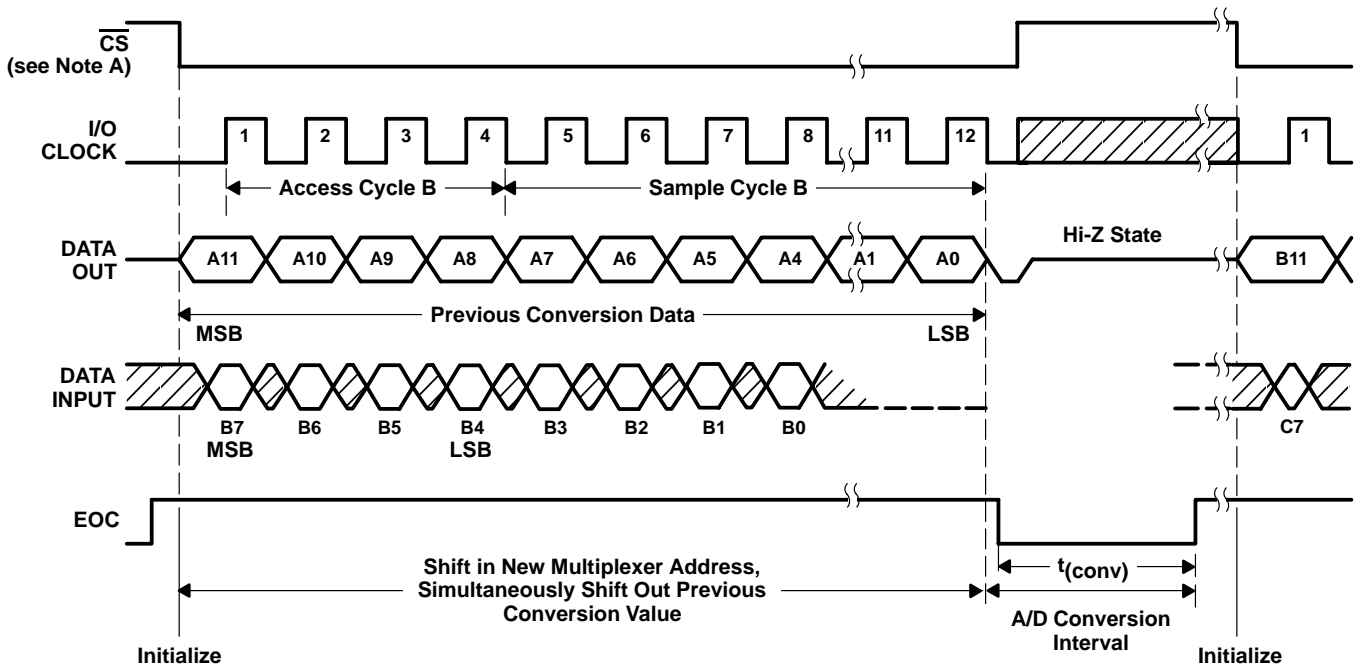 CS
(see Note A)
I/O
CLOCK
1 2 3 4 5 6 7 8 11 12 1
Access Cycle B
Sample Cycle B
DATA
OUT
A11 A10 A9 A8 A7 A6 A5 A4 A1 A0
Hi-Z State
B11
Previous Conversion Data
MSB
LSB
DATA
INPUT
B7 B6 B5 B4 B3 B2 B1 B0 C7
MSB
LSB
EOC
Shift in New Multiplexer Address,
Simultaneously Shift Out Previous
Conversion Value
t(conv)
A/D Conversion
Interval
Initialize
Initialize